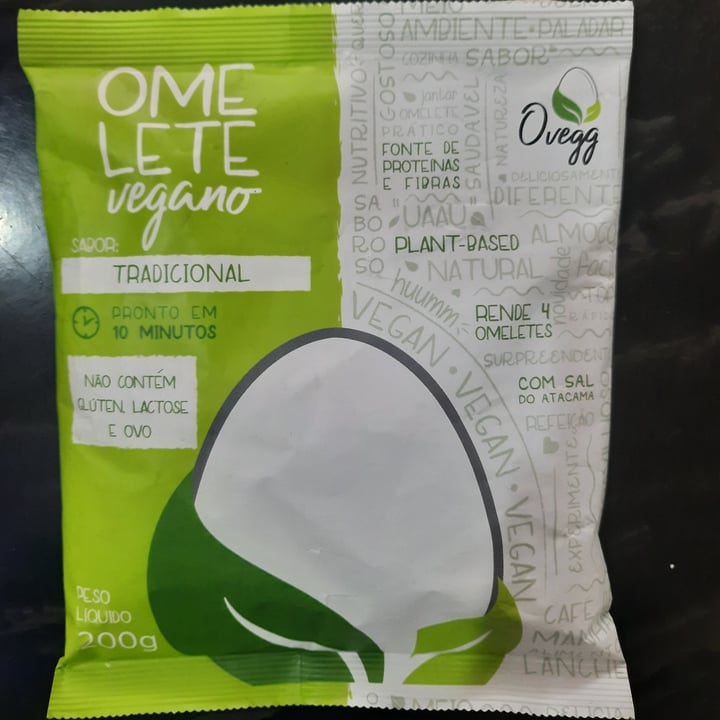 OME
LETE
vegano
SABOR:
TRADICIONAL
PRONTO EM
10 MINUTOS
NÃO CONTÉM
GLÚTEN, LACTOSE
E OVO
PESO
LÍQUIDO
200g
AMBIENTE • PALADAR
COZINHA SABOR
NUTRITIVO
GOSTOSO
jantar
OMELETE
PRÁTICO
SAUDÁVEL
NATUREZA
Ovegg
FONTE DE
PROTEÍNAS
E FIBRAS
DELICIOSAMENTE
DIFERENTE
SA
BO
RO
SO
UAAU
PLANT-BASED
ALMOÇO
NATURAL
novidade
huumm
RENDE 4
OMELETES
VEGAN • VEGAN • VEGAN • VEGAN
COM SAL
DO ATACAMA
REFEIÇÃO
EXPERIMENTE
CAFÉ
LANCHE